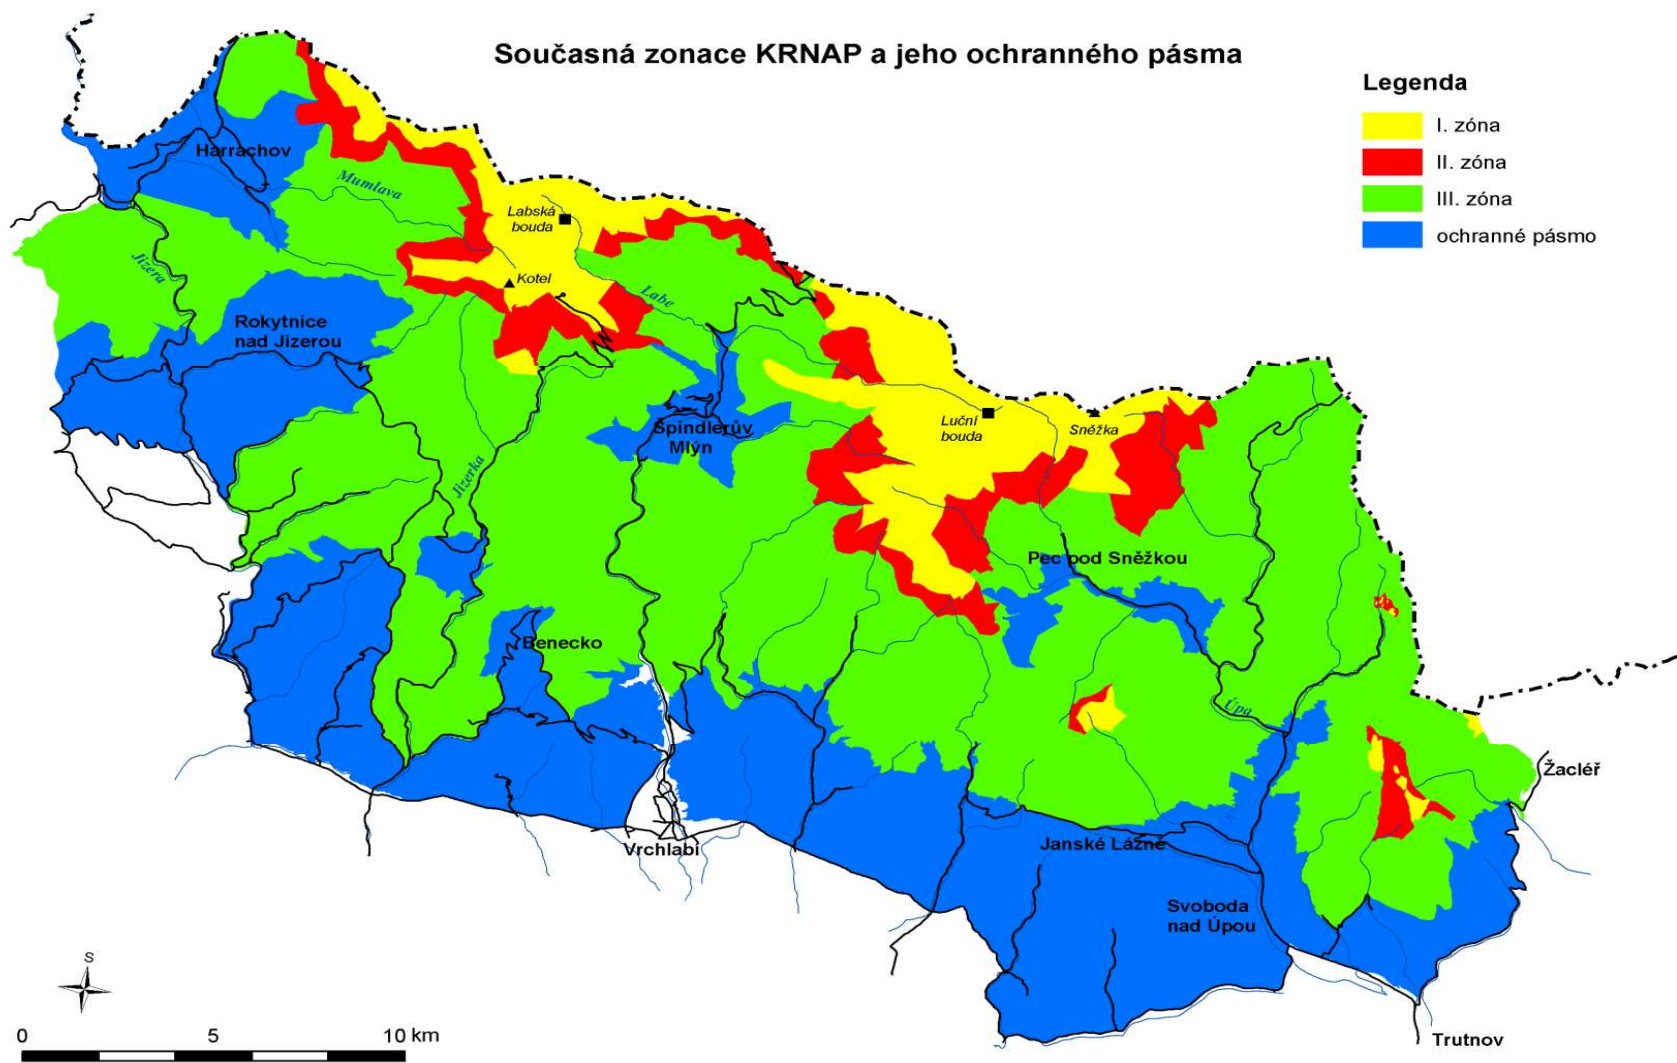 Současná zonace KRNAP a jeho ochranného pásma
Legenda
I. zóna
II. zóna
III. zóna
ochranné pásmo
Harrachov
Mumlava
Labská
bouda
Kotel
Jizera
Labe
Rokytnice
nad Jizerou
Špindlerův
Mlýn
Luční
bouda
Sněžka
Jizerka
Pec pod Sněžkou
Benecko
Úpa
Žacléř
Vrchlabí
Janské Lázně
Svoboda
nad Úpou
Trutnov
S
0 5 10 km